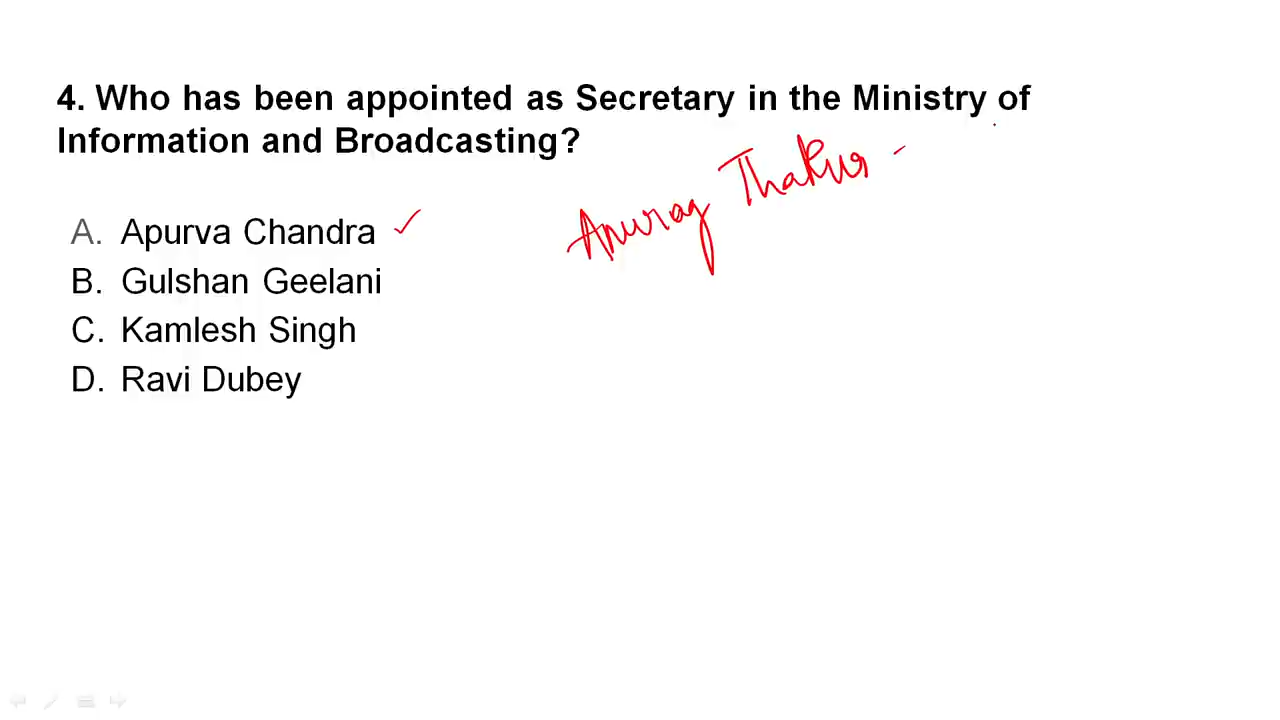 4. Who has been appointed as Secretary in the Ministry of
Information and Broadcasting?
Anurag Thakur -
A. Apurva Chandra ✓
B. Gulshan Geelani
C. Kamlesh Singh
D. Ravi Dubey